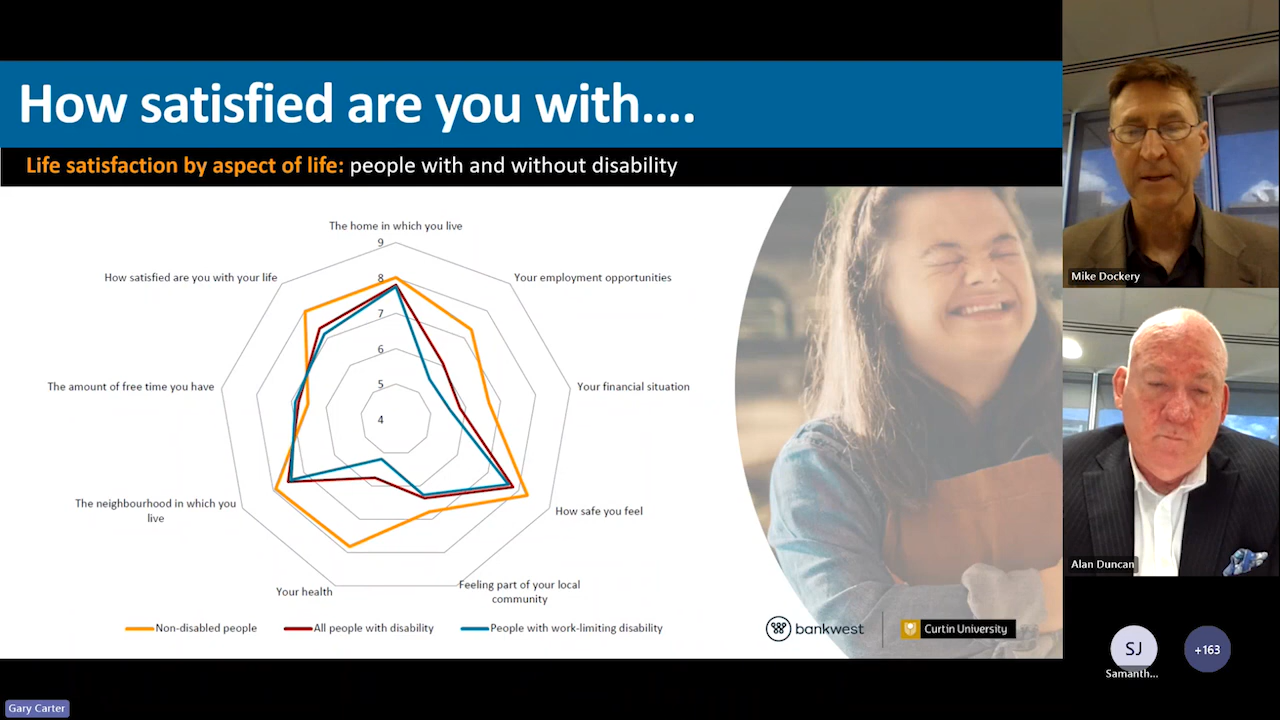 How satisfied are you with....
Life satisfaction by aspect of life: people with and without disability
The home in which you live
9
8
7
6
5
4
How satisfied are you with your life
Your employment opportunities
The amount of free time you have
Your financial situation
The neighbourhood in which you
live
How safe you feel
Your health
Feeling part of your local
community
Non-disabled people
All people with disability
People with work-limiting disability
bankwest
Curtin University
Mike Dockery
Alan Duncan
SJ
Samanth...
+163
Gary Carter